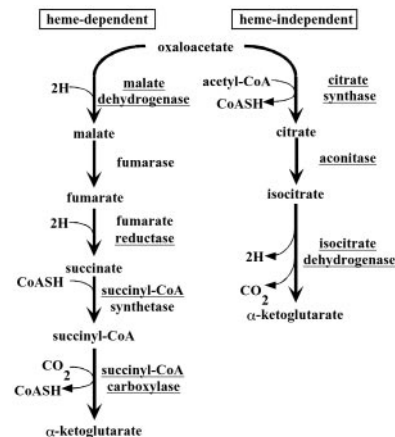 heme-dependent
heme-independent
oxaloacetate
2H
malate
dehydrogenase
malate
fumarase
fumarate
2H
fumarate
reductase
succinate
CoASH
succinyl-CoA
synthetase
succinyl-CoA
CO2
CoASH
succinyl-CoA
carboxylase
α-ketoglutarate
acetyl-CoA
CoASH
citrate
synthase
citrate
aconitase
isocitrate
2H
isocitrate
dehydrogenase
CO2
α-ketoglutarate